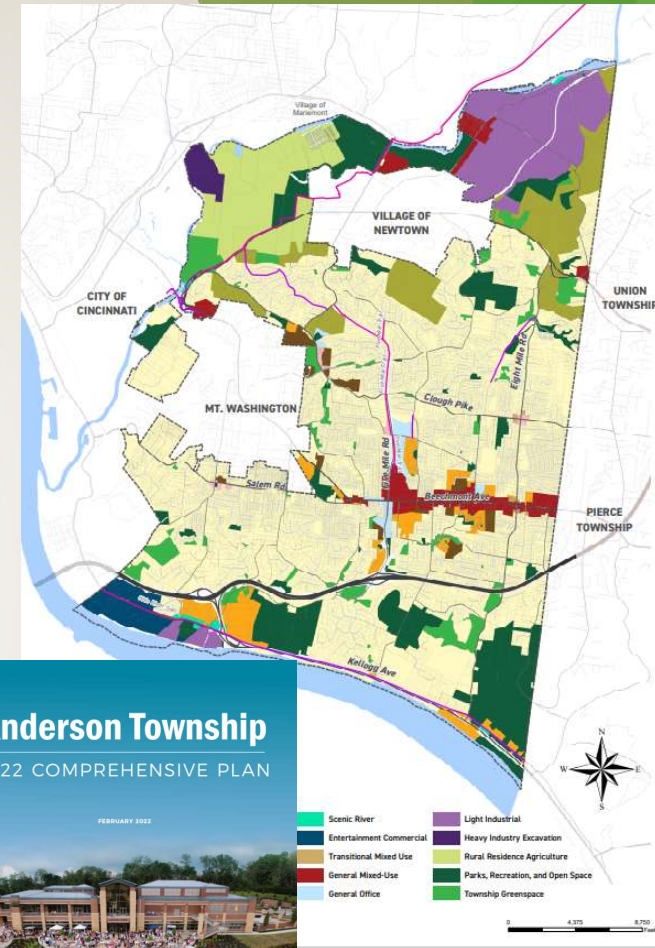 Village of
Mariemont
VILLAGE OF
NEWTOWN
CITY OF
CINCINNATI
UNION
TOWNSHIP
Eight Mile Rd
MT. WASHINGTON
Clough Pike
Five Mile Rd
Salem Rd
Beechmont Ave
PIERCE
TOWNSHIP
Kellogg Ave
nderson Township
22 COMPREHENSIVE PLAN
FEBRUARY 2022
N
W
E
S
Scenic River
Light Industrial
Entertainment Commercial
Heavy Industry Excavation
Transitional Mixed Use
Rural Residence Agriculture
General Mixed-Use
Parks, Recreation, and Open Space
General Office
Township Greenspace
0
4,375
8,750
Feet